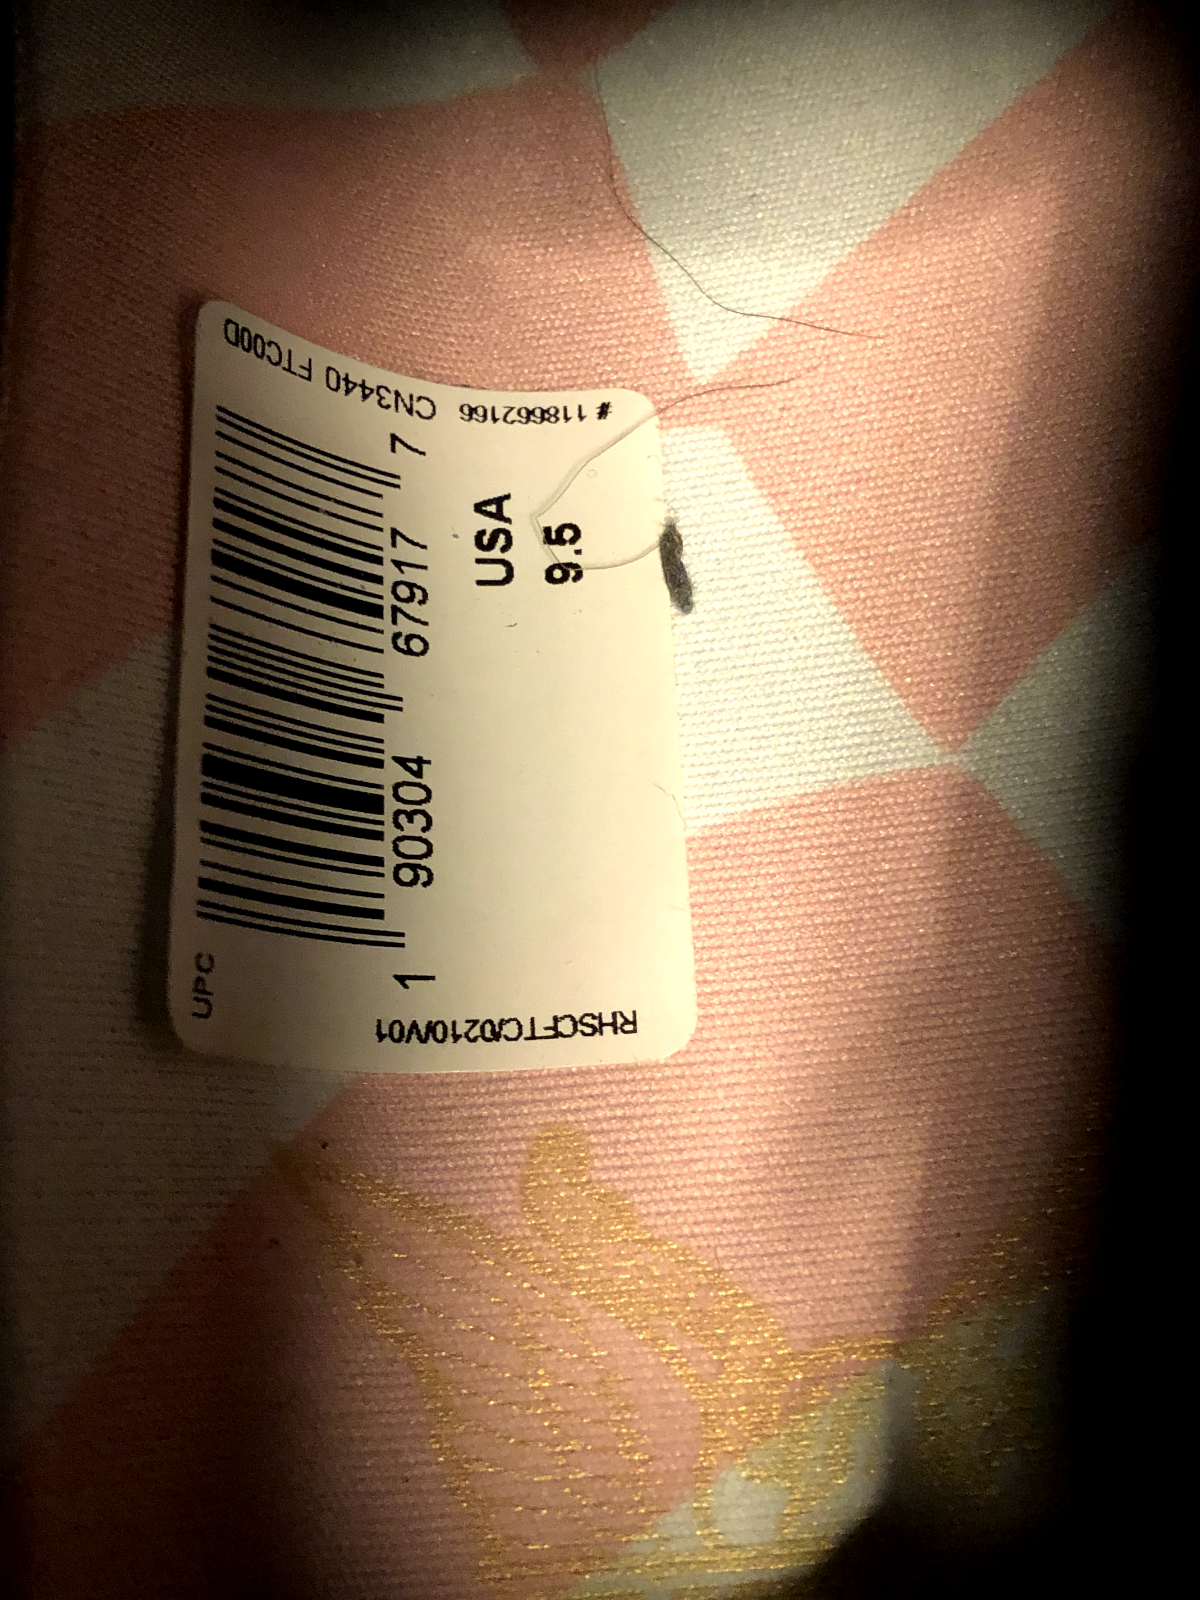 UPC
1 90304 67917 7
USA
9.5
CN3440 FTC00D
#118662166
RHSCFTC/0210/V01